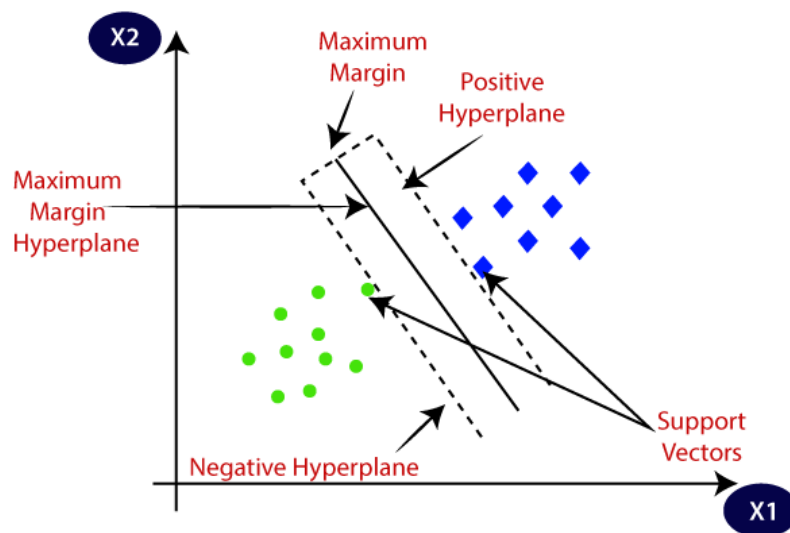 X2
Maximum
Margin
Positive
Hyperplane
Maximum
Margin
Hyperplane
Support
Vectors
Negative Hyperplane
X1